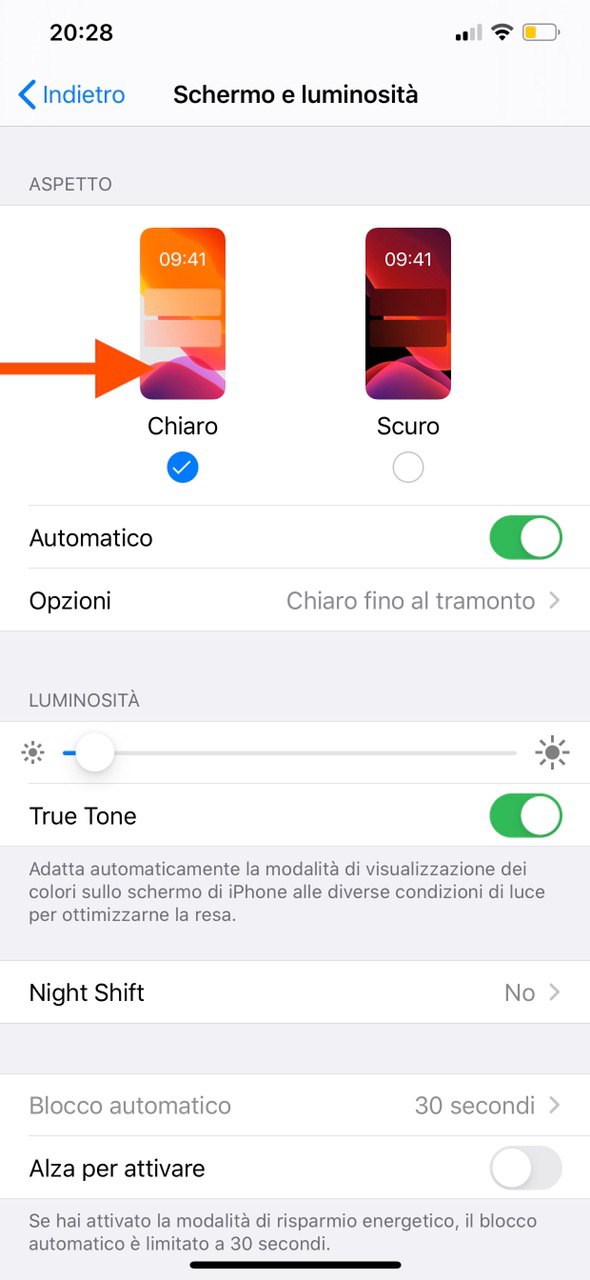 20:28
Indietro Schermo e luminosità
ASPETTO
09:41 09:41
Chiaro Scuro
Automatico
Opzioni Chiaro fino al tramonto
LUMINOSITÀ
True Tone
Adatta automaticamente la modalità di visualizzazione dei
colori sullo schermo di iPhone alle diverse condizioni di luce
per ottimizzarne la resa.
Night Shift No
Blocco automatico 30 secondi
Alza per attivare
Se hai attivato la modalità di risparmio energetico, il blocco
automatico è limitato a 30 secondi.